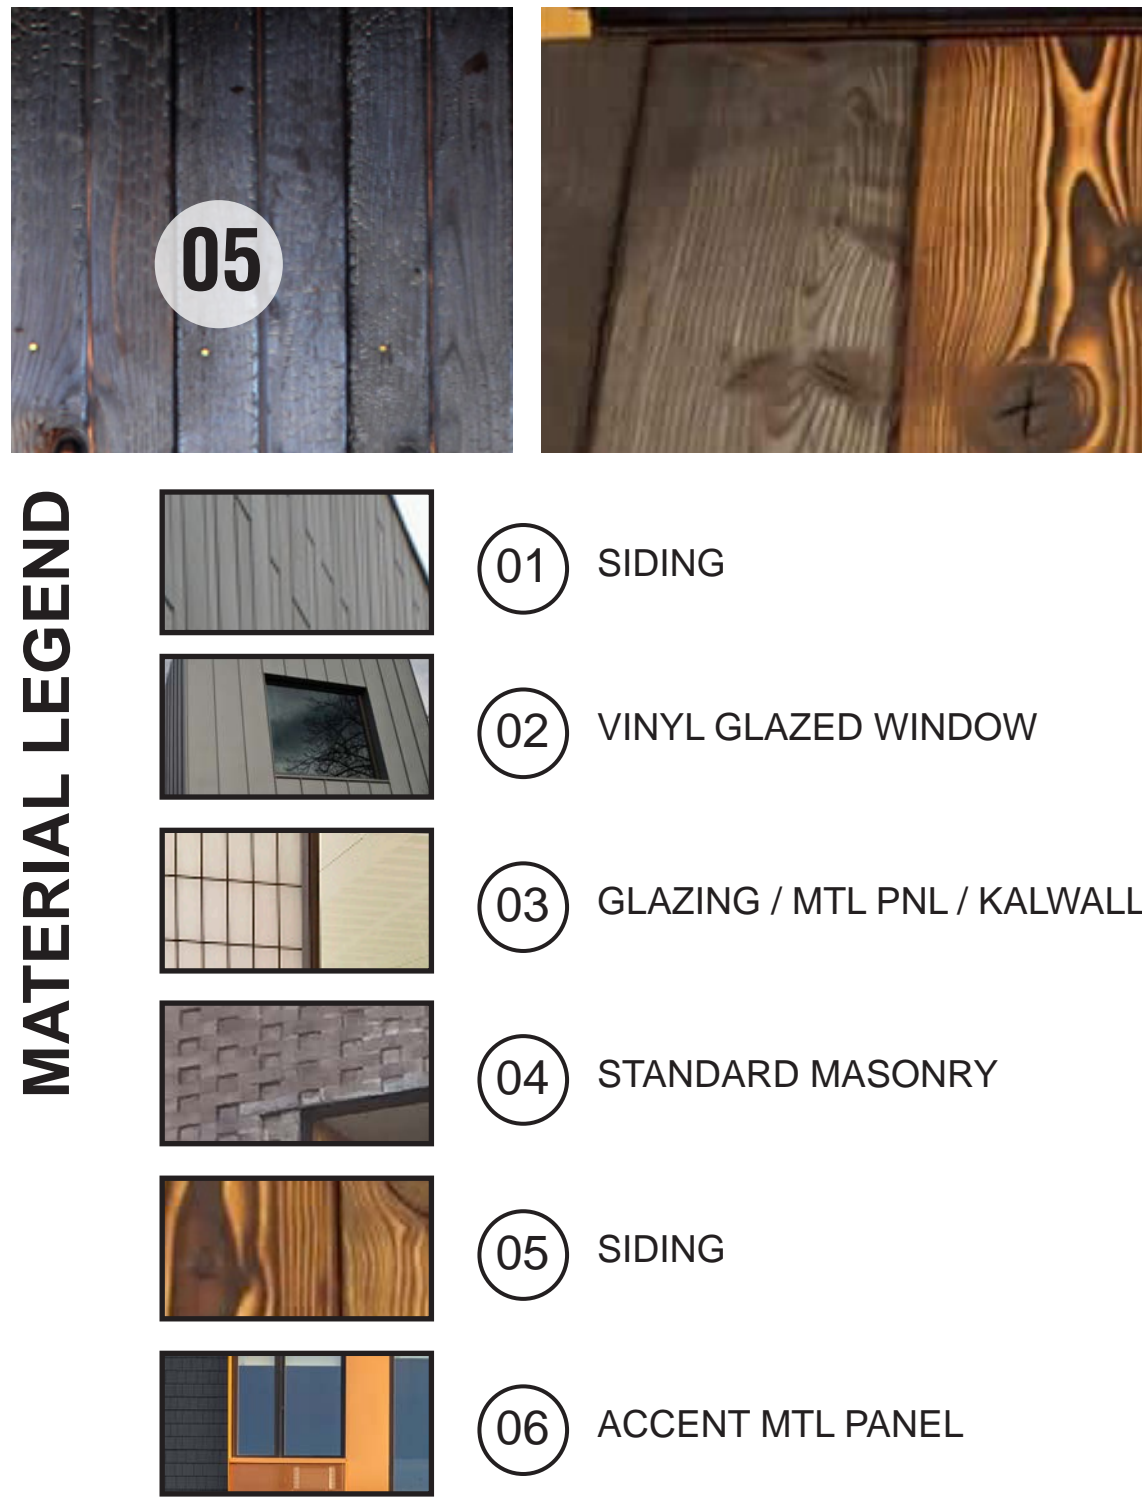 05
MATERIAL LEGEND
01 SIDING
02 VINYL GLAZED WINDOW
03 GLAZING / MTL PNL / KALWALL
04 STANDARD MASONRY
05 SIDING
06 ACCENT MTL PANEL